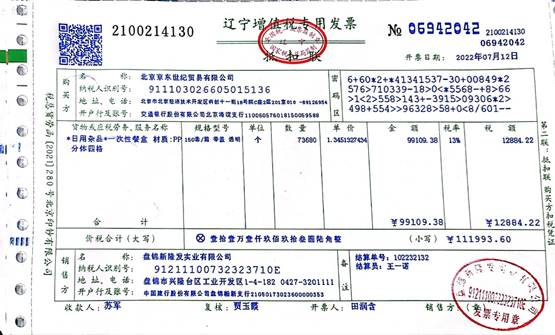 2100214130
辽宁增值税专用发票
№ 06942042
2100214130
06942042
抵扣联
开票日期：2022年07月12日
购买方
名称：北京京东世纪贸易有限公司
纳税人识别号：911103026605015136
地址、电话：
开户行及账号：
密码区
6+60*2+*41341537-30+00849*2
576>710339-18>0<*5568-+8>66
>1<2>558>143+-3915>09306*2>
498+554>>96328>58+0<8/601--
货物或应税劳务、服务名称 规格型号 单位 数量 单价 金额 税率 税额
*日用杂品*一次性餐盒 材质：PP 150套/箱 带盖 透明 个 73680 1.3451327434 99109.38 13% 12884.22
分体四格
合计 ￥99109.38 ￥12884.22
价税合计（大写） 壹拾壹万壹仟玖佰玖拾叁圆陆角整 （小写）￥111993.60
销售方
名称：盘锦新隆发实业有限公司
纳税人识别号：91211100732323710E
地址、电话：盘锦市兴隆台区工业开发区1-4-182 0427-3201111
开户行及账号：
备注
结算单号：102232132
结算员：王一诺
收款人：苏军 复核：贾玉霞 开票人：田润含 销售方：（章）
91211100732323710E
发票专用章
第二联：抵扣联 购买方扣税凭证